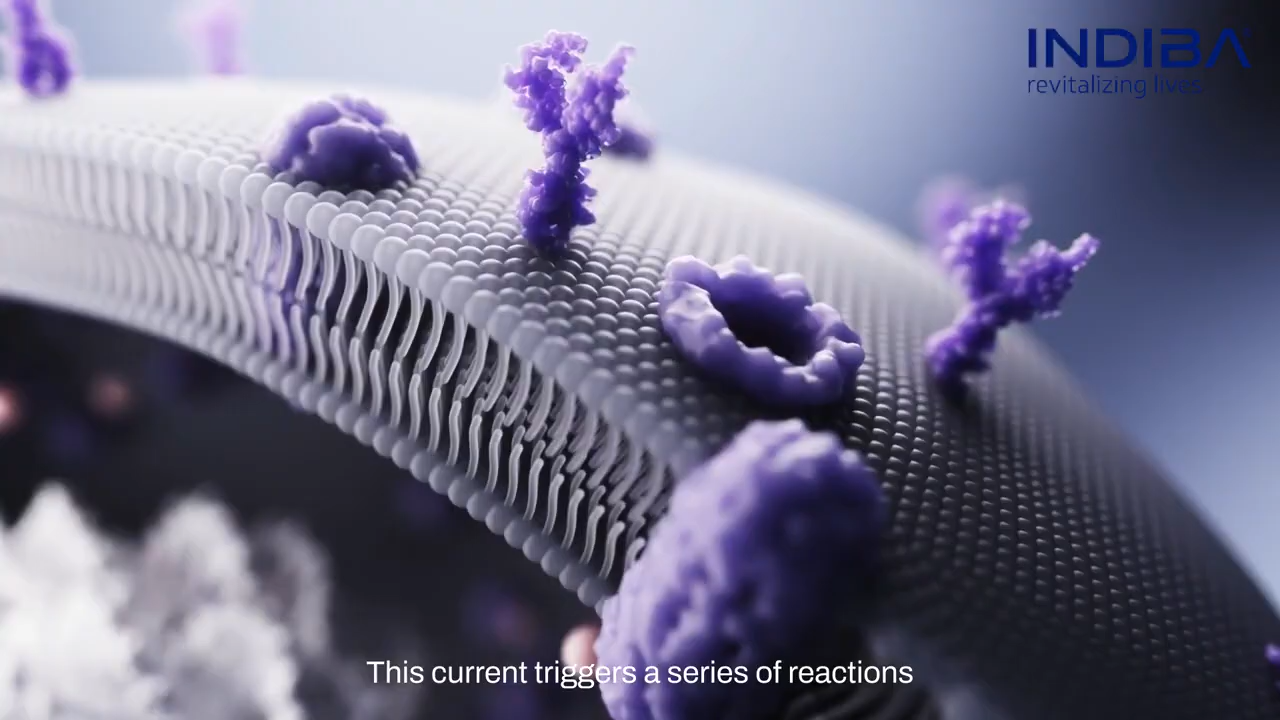 INDIBA
revitalizing lives
This current triggers a series of reactions